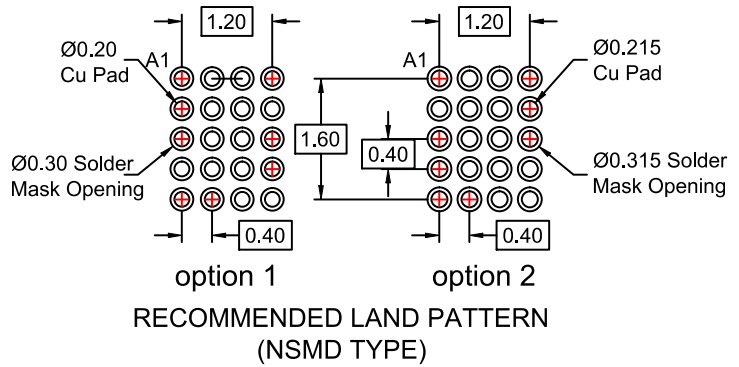 1.20
1.20
Ø0.20
Cu Pad
A1
A1
Ø0.215
Cu Pad
1.60
0.40
Ø0.30 Solder
Mask Opening
Ø0.315 Solder
Mask Opening
0.40
0.40
option 1
option 2
RECOMMENDED LAND PATTERN
(NSMD TYPE)